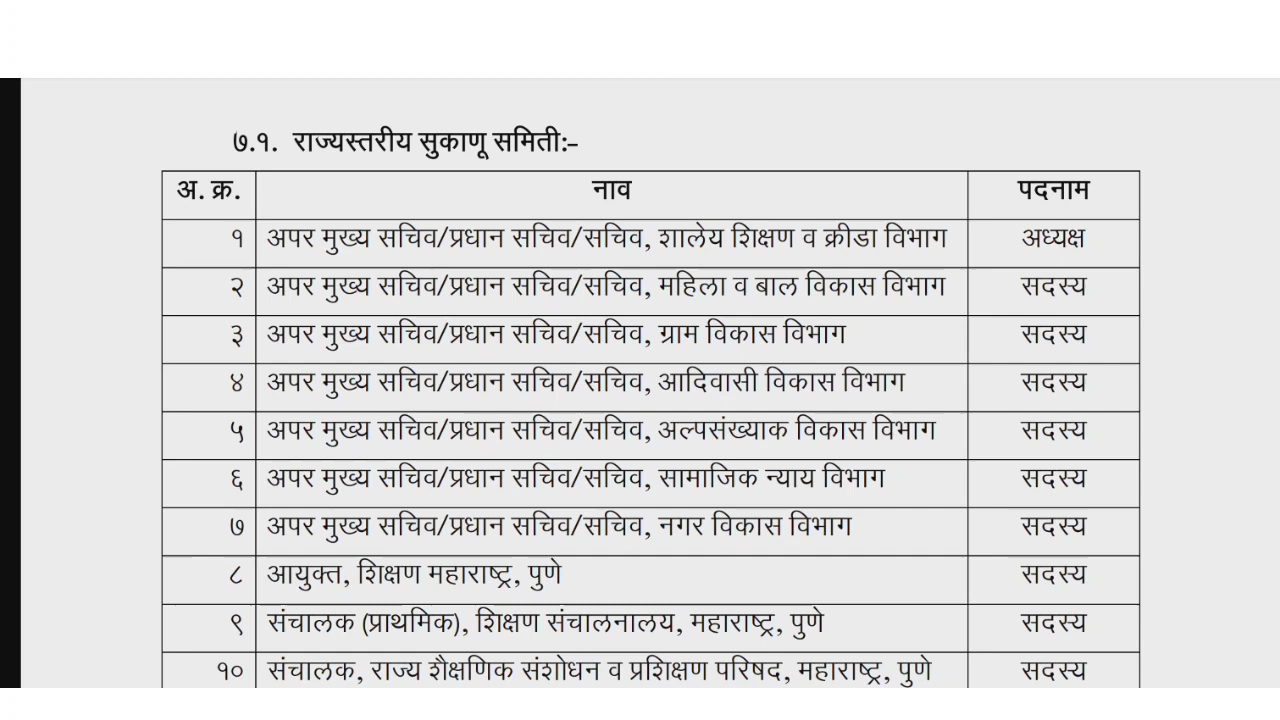 ७.१. राज्यस्तरीय सुकाणू समिती:-
अ. क्र. नाव पदनाम
१ अपर मुख्य सचिव/प्रधान सचिव/सचिव, शालेय शिक्षण व क्रीडा विभाग अध्यक्ष
२ अपर मुख्य सचिव/प्रधान सचिव/सचिव, महिला व बाल विकास विभाग सदस्य
३ अपर मुख्य सचिव/प्रधान सचिव/सचिव, ग्राम विकास विभाग सदस्य
४ अपर मुख्य सचिव/प्रधान सचिव/सचिव, आदिवासी विकास विभाग सदस्य
५ अपर मुख्य सचिव/प्रधान सचिव/सचिव, अल्पसंख्याक विकास विभाग सदस्य
६ अपर मुख्य सचिव/प्रधान सचिव/सचिव, सामाजिक न्याय विभाग सदस्य
७ अपर मुख्य सचिव/प्रधान सचिव/सचिव, नगर विकास विभाग सदस्य
८ आयुक्त, शिक्षण महाराष्ट्र, पुणे सदस्य
९ संचालक (प्राथमिक), शिक्षण संचालनालय, महाराष्ट्र, पुणे सदस्य
१० संचालक, राज्य शैक्षणिक संशोधन व प्रशिक्षण परिषद, महाराष्ट्र, पुणे सदस्य